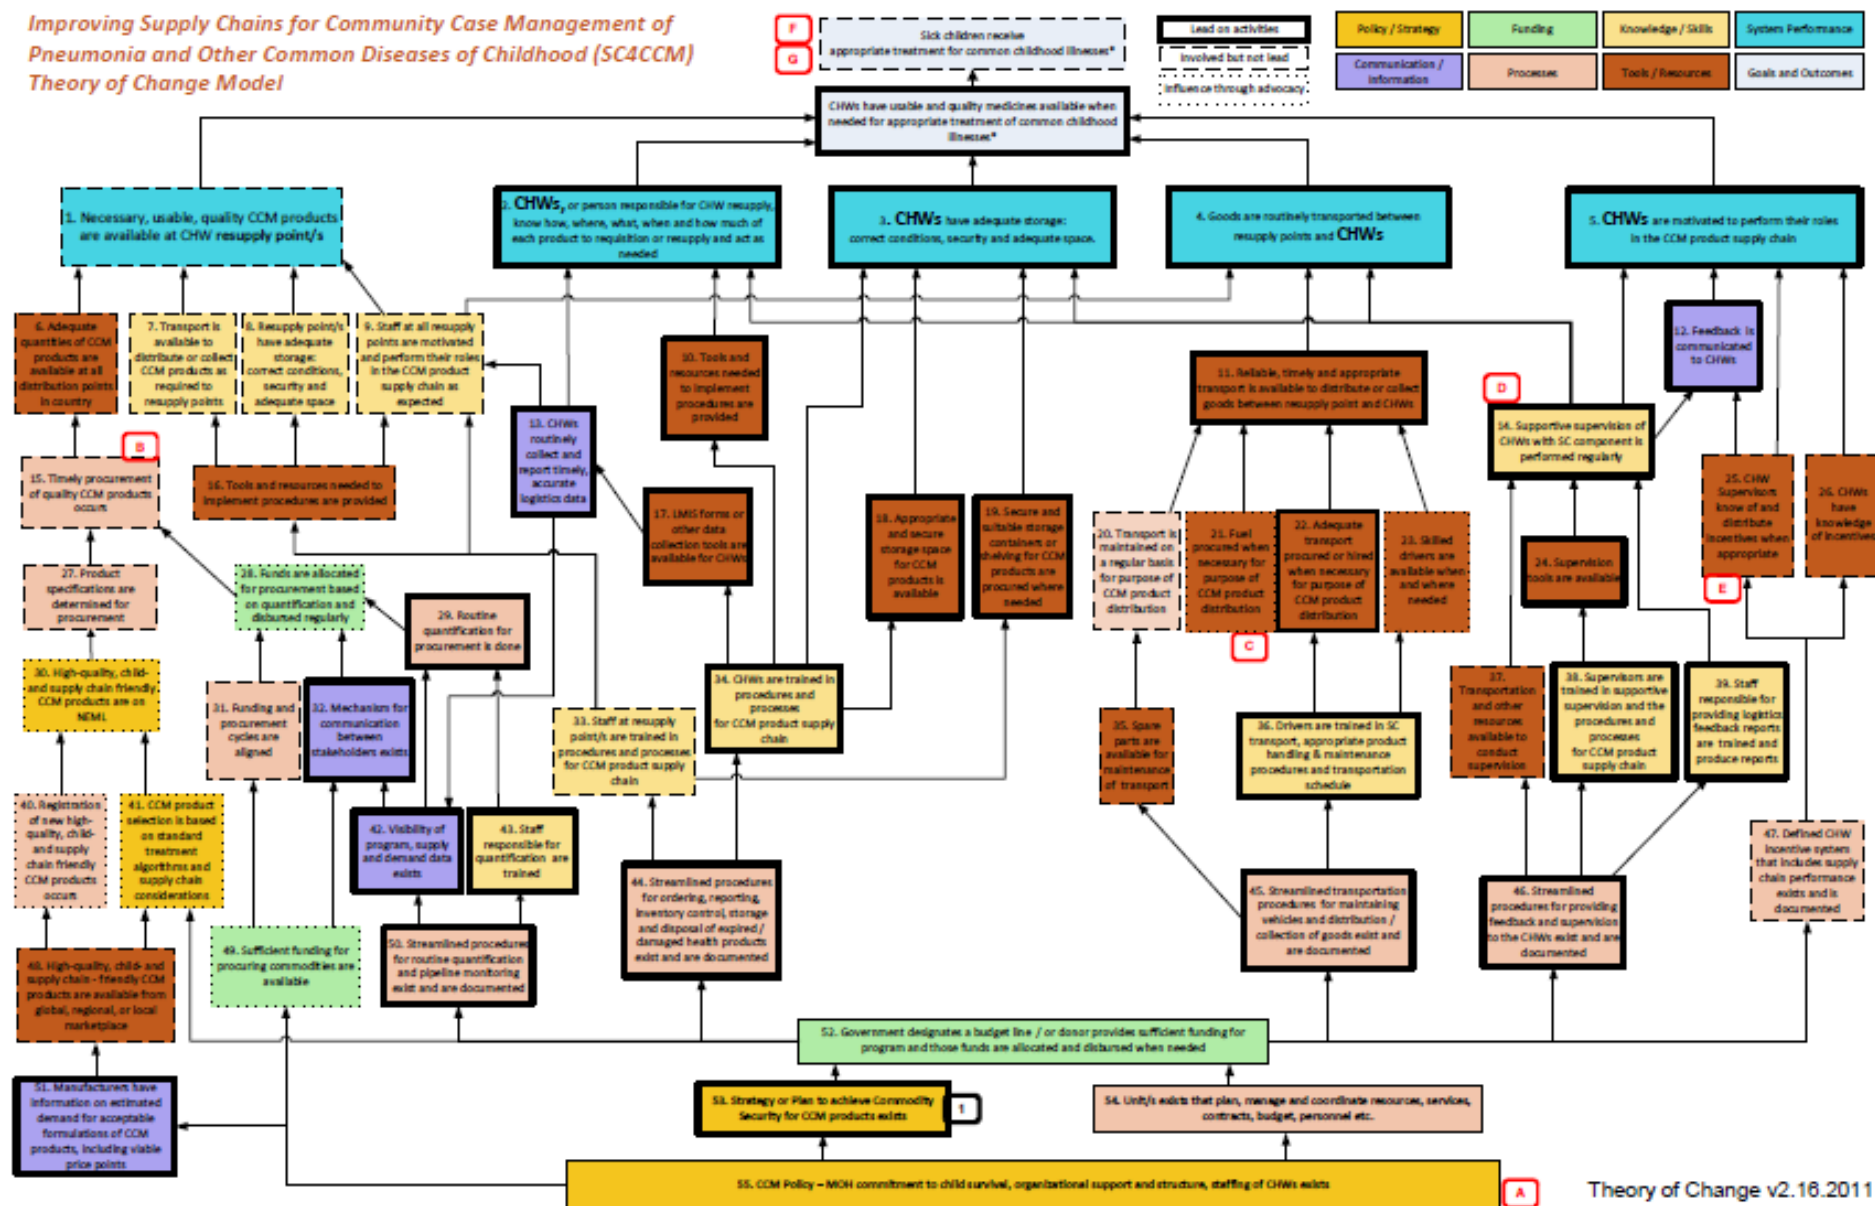 Improving Supply Chains for Community Case Management of
Pneumonia and Other Common Diseases of Childhood (SC4CCM)
Theory of Change Model
F
G
Sick children receive
appropriate treatment for common childhood illnesses*
Lead on activities
Involved but not lead
Influence through advocacy
Policy / Strategy
Funding
Knowledge / Skills
System Performance
Communication /
Information
Processes
Tools / Resources
Goals and Outcomes
CHWs have usable and quality medicines available when
needed for appropriate treatment of common childhood
illnesses*
1. Necessary, usable, quality CCM products
are available at CHW resupply point/s
2. CHWs, or person responsible for CHW resupply,
know how, where, what, when and how much of
each product to requisition or resupply and act as
needed
3. CHWs have adequate storage:
correct conditions, security and adequate space.
4. Goods are routinely transported between
resupply points and CHWs
5. CHWs are motivated to perform their roles
in the CCM product supply chain
6. Adequate
quantities of CCM
products are
available at all
distribution points
in country
7. Transport is
available to
distribute or collect
CCM products as
required to
resupply points
8. Resupply point/s
have adequate
storage:
correct conditions,
security and
adequate space
9. Staff at all resupply
points are motivated
and perform their roles
in the CCM product
supply chain as
expected
10. Tools and
resources needed
to implement
procedures are
provided
11. Reliable, timely and appropriate
transport is available to distribute or collect
goods between resupply point and CHWs
12. Feedback is
communicated
to CHWs
13. CHWs
routinely
collect and
report timely,
accurate
logistics data
D
14. Supportive supervision of
CHWs with SC component is
performed regularly
B
15. Timely procurement
of quality CCM products
occurs
16. Tools and resources needed to
implement procedures are provided
17. LMIS forms or
other data
collection tools are
available for CHWs
18. Appropriate
and secure
storage space
for CCM
products is
available
19. Secure and
suitable storage
containers or
shelving for CCM
products are
procured where
needed
20. Transport is
maintained on
a regular basis
for purpose of
CCM product
distribution
21. Fuel
procured when
necessary for
purpose of
CCM product
distribution
22. Adequate
transport
procured or hired
when necessary
for purpose of
CCM product
distribution
23. Skilled
drivers are
available when
and where
needed
24. Supervision
tools are available
25. CHW
Supervisors
know of and
distribute
incentives when
appropriate
26. CHWs
have
knowledge
of incentives
E
C
27. Product
specifications are
determined for
procurement
28. Funds are allocated
for procurement based
on quantification and
disbursed regularly
29. Routine
quantification for
procurement is done
30. High-quality, child-
and supply chain friendly
CCM products are on
NEML
31. Funding and
procurement
cycles are
aligned
32. Mechanism for
communication
between
stakeholders exists
33. Staff at resupply
point/s are trained in
procedures and processes
for CCM product supply
chain
34. CHWs are trained in
procedures and
processes
for CCM product supply
chain
35. Spare
parts are
available for
maintenance
of transport
36. Drivers are trained in SC
transport, appropriate product
handling & maintenance
procedures and transportation
schedule
37.
Transportation
and other
resources
available to
conduct
supervision
38. Supervisors are
trained in supportive
supervision and the
procedures and
processes
for CCM product
supply chain
39. Staff
responsible for
providing logistics
feedback reports
are trained and
produce reports
40. Registration
of new high-
quality, child-
and supply
chain friendly
CCM products
occurs
41. CCM product
selection is based
on standard
treatment
algorithms and
supply chain
considerations
42. Visibility of
program, supply
and demand data
exists
43. Staff
responsible for
quantification are
trained
44. Streamlined procedures
for ordering, reporting,
inventory control, storage
and disposal of expired /
damaged health products
exist and are documented
45. Streamlined transportation
procedures for maintaining
vehicles and distribution /
collection of goods exist and
are documented
46. Streamlined
procedures for providing
feedback and supervision
to the CHWs exist and are
documented
47. Defined CHW
incentive system
that includes supply
chain performance
exists and is
documented
48. High-quality, child- and
supply chain - friendly CCM
products are available from
global, regional, or local
marketplace
49. Sufficient funding for
procuring commodities are
available
50. Streamlined procedures
for routine quantification
and pipeline monitoring
exist and are documented
51. Manufacturers have
information on estimated
demand for acceptable
formulations of CCM
products, including viable
price points
52. Government designates a budget line / or donor provides sufficient funding for
program and those funds are allocated and disbursed when needed
53. Strategy or Plan to achieve Commodity
Security for CCM products exists
1
54. Unit/s exists that plan, manage and coordinate resources, services,
contracts, budget, personnel etc.
55. CCM Policy – MOH commitment to child survival, organizational support and structure, staffing of CHWs exists
A
Theory of Change v2.16.2011